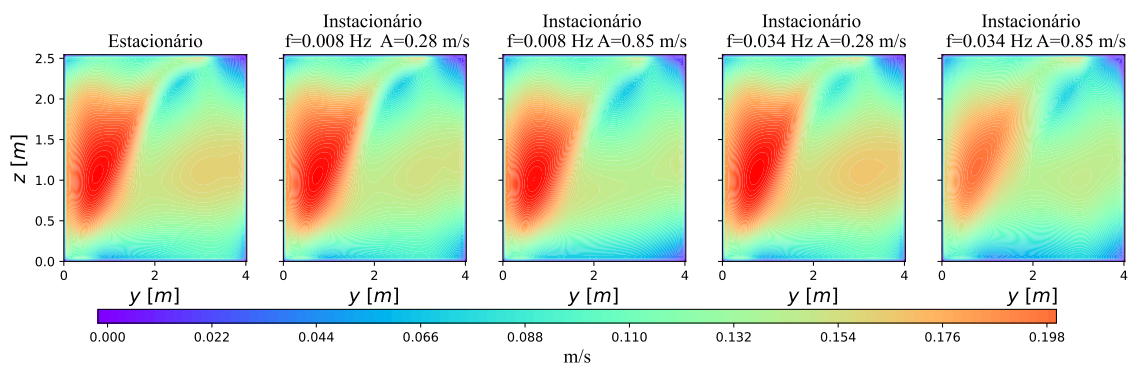 Estacionário
Instacionário
f=0.008 Hz  A=0.28 m/s
Instacionário
f=0.008 Hz A=0.85 m/s
Instacionário
f=0.034 Hz A=0.28 m/s
Instacionário
f=0.034 Hz A=0.85 m/s
z [m]
2.5
2.0
1.5
1.0
0.5
0.0
0 2 4
0 2 4
0 2 4
0 2 4
0 2 4
y [m]
y [m]
y [m]
y [m]
y [m]
0.000 0.022 0.044 0.066 0.088 0.110 0.132 0.154 0.176 0.198
m/s